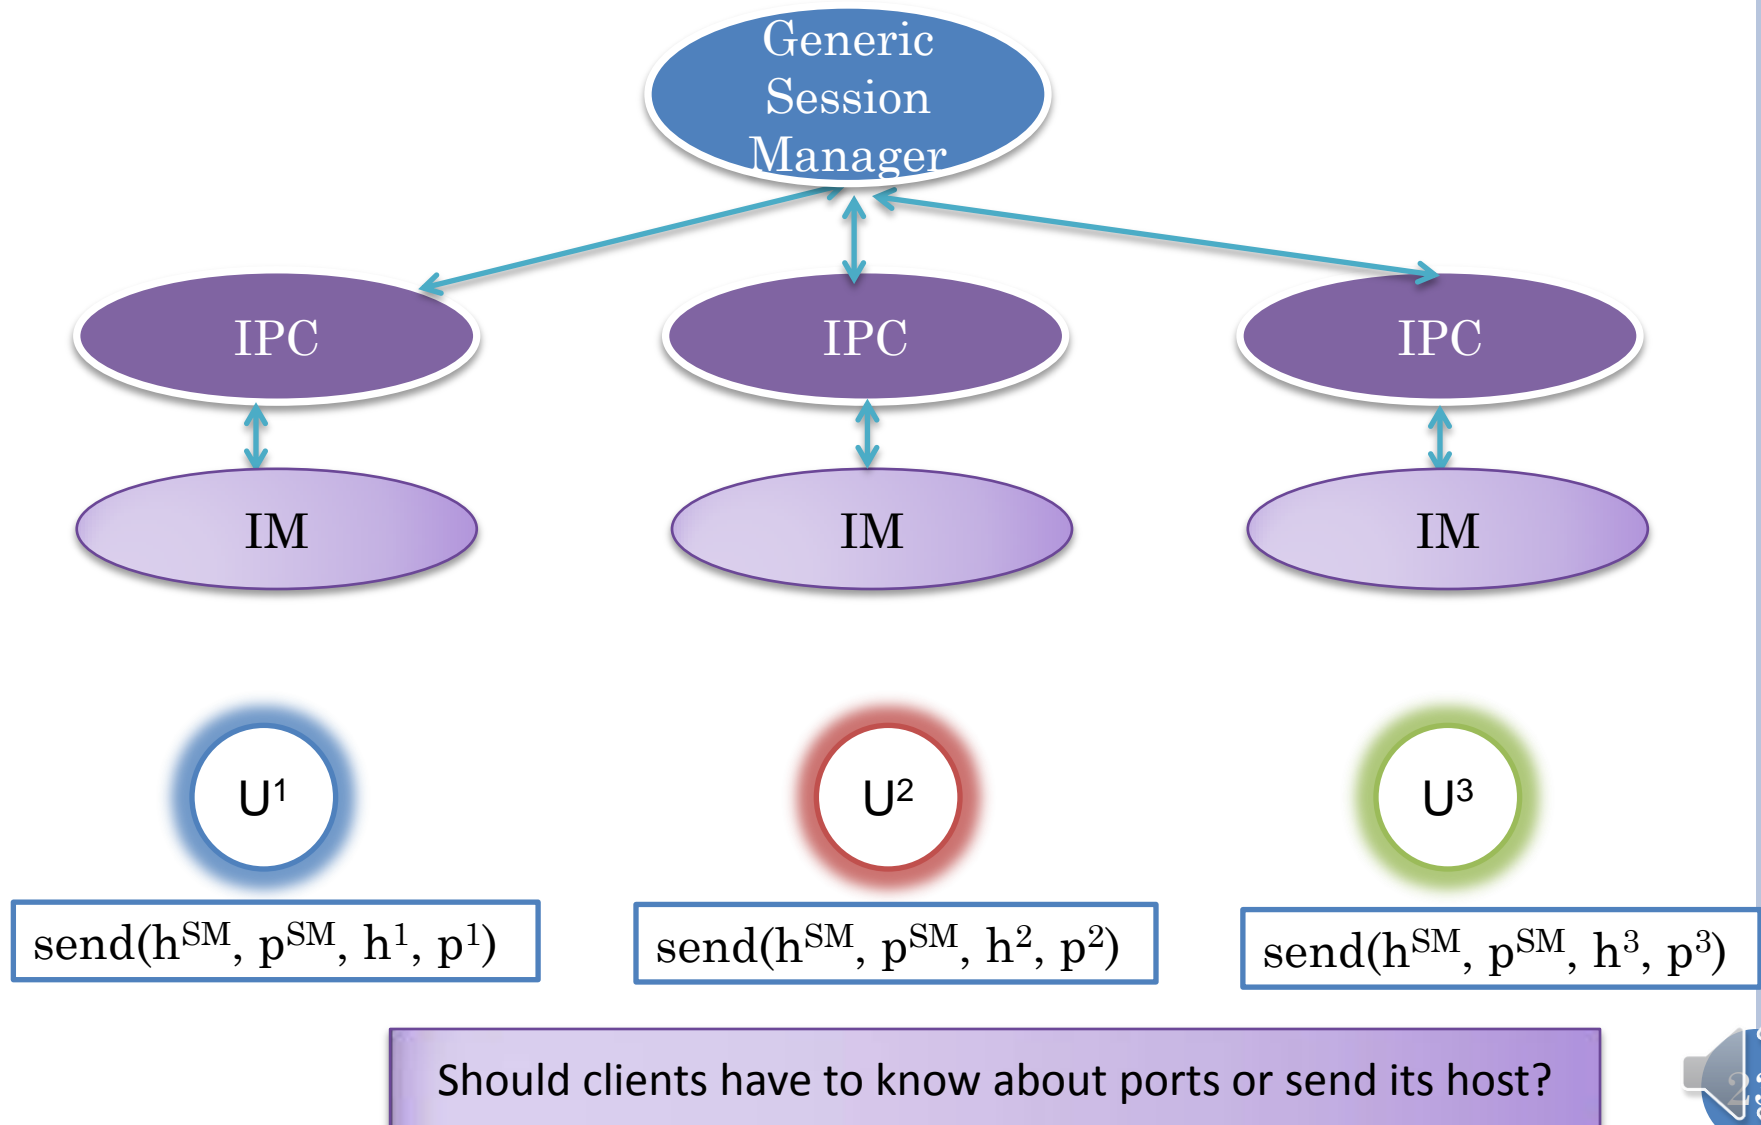 Generic
Session
Manager
IPC IPC IPC
IM IM IM
U¹ U² U³
send(hˢᴹ, pˢᴹ, h¹, p¹) send(hˢᴹ, pˢᴹ, h², p²) send(hˢᴹ, pˢᴹ, h³, p³)
Should clients have to know about ports or send its host?